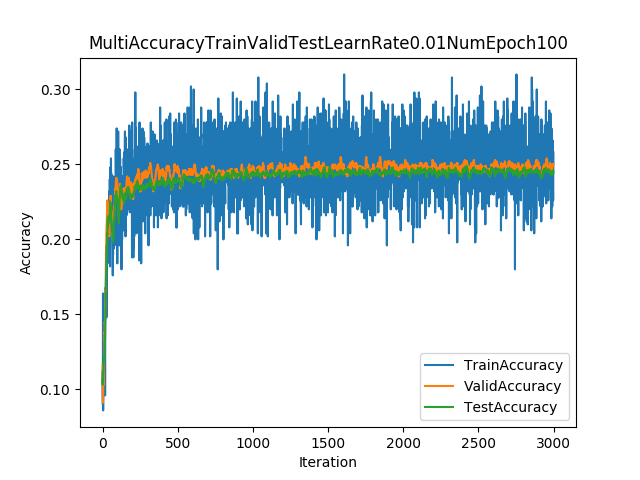 MultiAccuracyTrainValidTestLearnRate0.01NumEpoch100
Accuracy
0.30
0.25
0.20
0.15
0.10
TrainAccuracy
ValidAccuracy
TestAccuracy
0 500 1000 1500 2000 2500 3000
Iteration